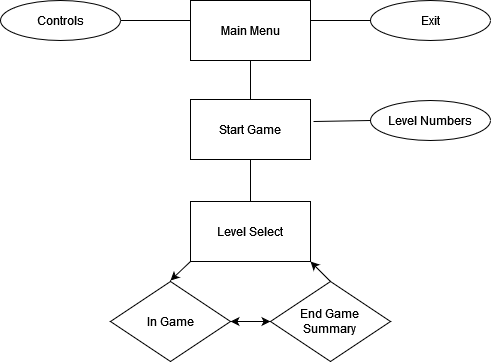 Controls
Main Menu
Exit
Start Game
Level Numbers
Level Select
In Game
End Game
Summary